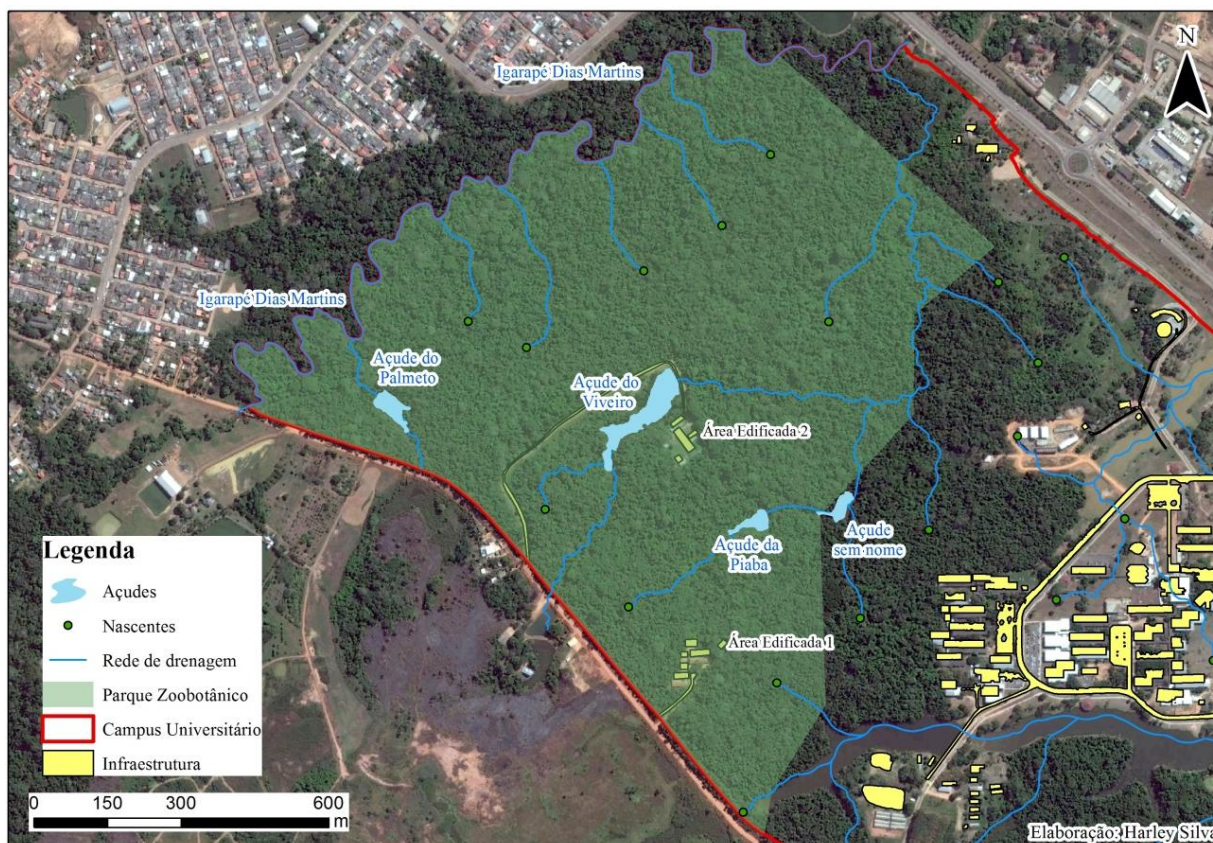 N
Igarapé Dias Martins
Igarapé Dias Martins
Açude do
Palmeto
Açude do
Viveiro
Área Edificada 2
Açude da
Piaba
Açude
sem nome
Área Edificada 1
Legenda
Açudes
Nascentes
Rede de drenagem
Parque Zoobotânico
Campus Universitário
Infraestrutura
0 150 300 600
m
Elaboração: Harley Silva